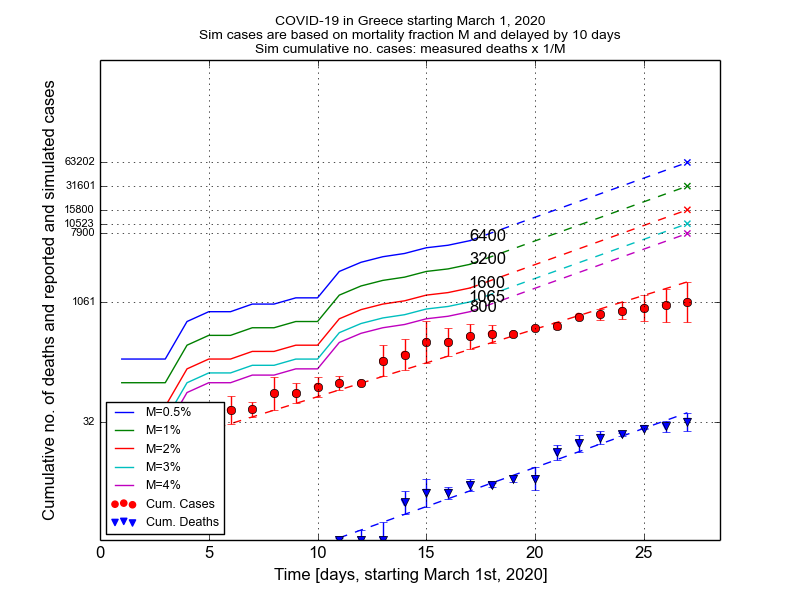 COVID-19 in Greece starting March 1, 2020
Sim cases are based on mortality fraction M and delayed by 10 days
Sim cumulative no. cases: measured deaths x 1/M
Cumulative no. of deaths and reported and simulated cases
63202
31601
15800
10523
7900
1061
32
6400
3200
1600
1065
800
M=0.5%
M=1%
M=2%
M=3%
M=4%
Cum. Cases
Cum. Deaths
0 5 10 15 20 25
Time [days, starting March 1st, 2020]